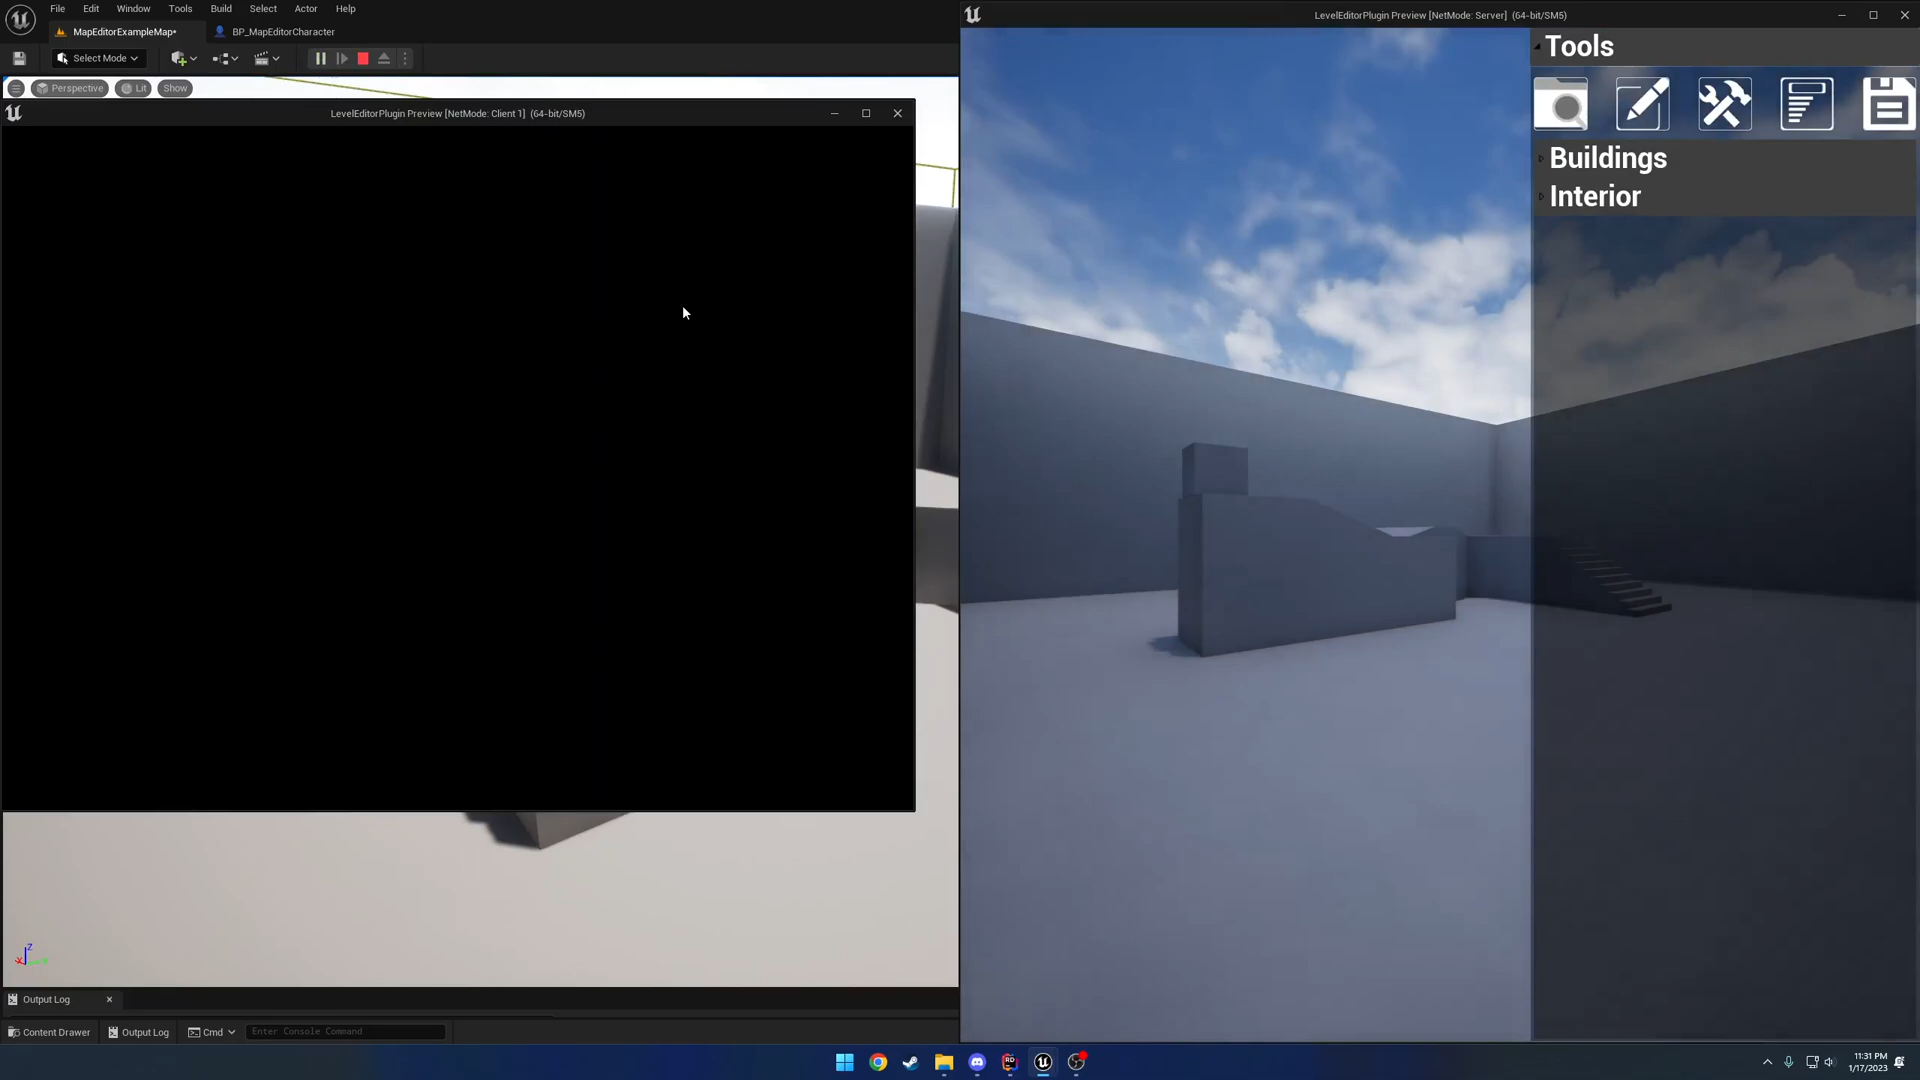 File Edit Window Tools Build Select Actor Help
MapEditorExampleMap*
BP_MapEditorCharacter
Select Mode
Perspective
Lit
Show
LevelEditorPlugin Preview [NetMode: Client 1] (64-bit/SM5)
Z
X
Output Log
Content Drawer
Output Log
Cmd
Enter Console Command
LevelEditorPlugin Preview [NetMode: Server] (64-bit/SM5)
Tools
Buildings
Interior
RD
11:31 PM
1/17/2023